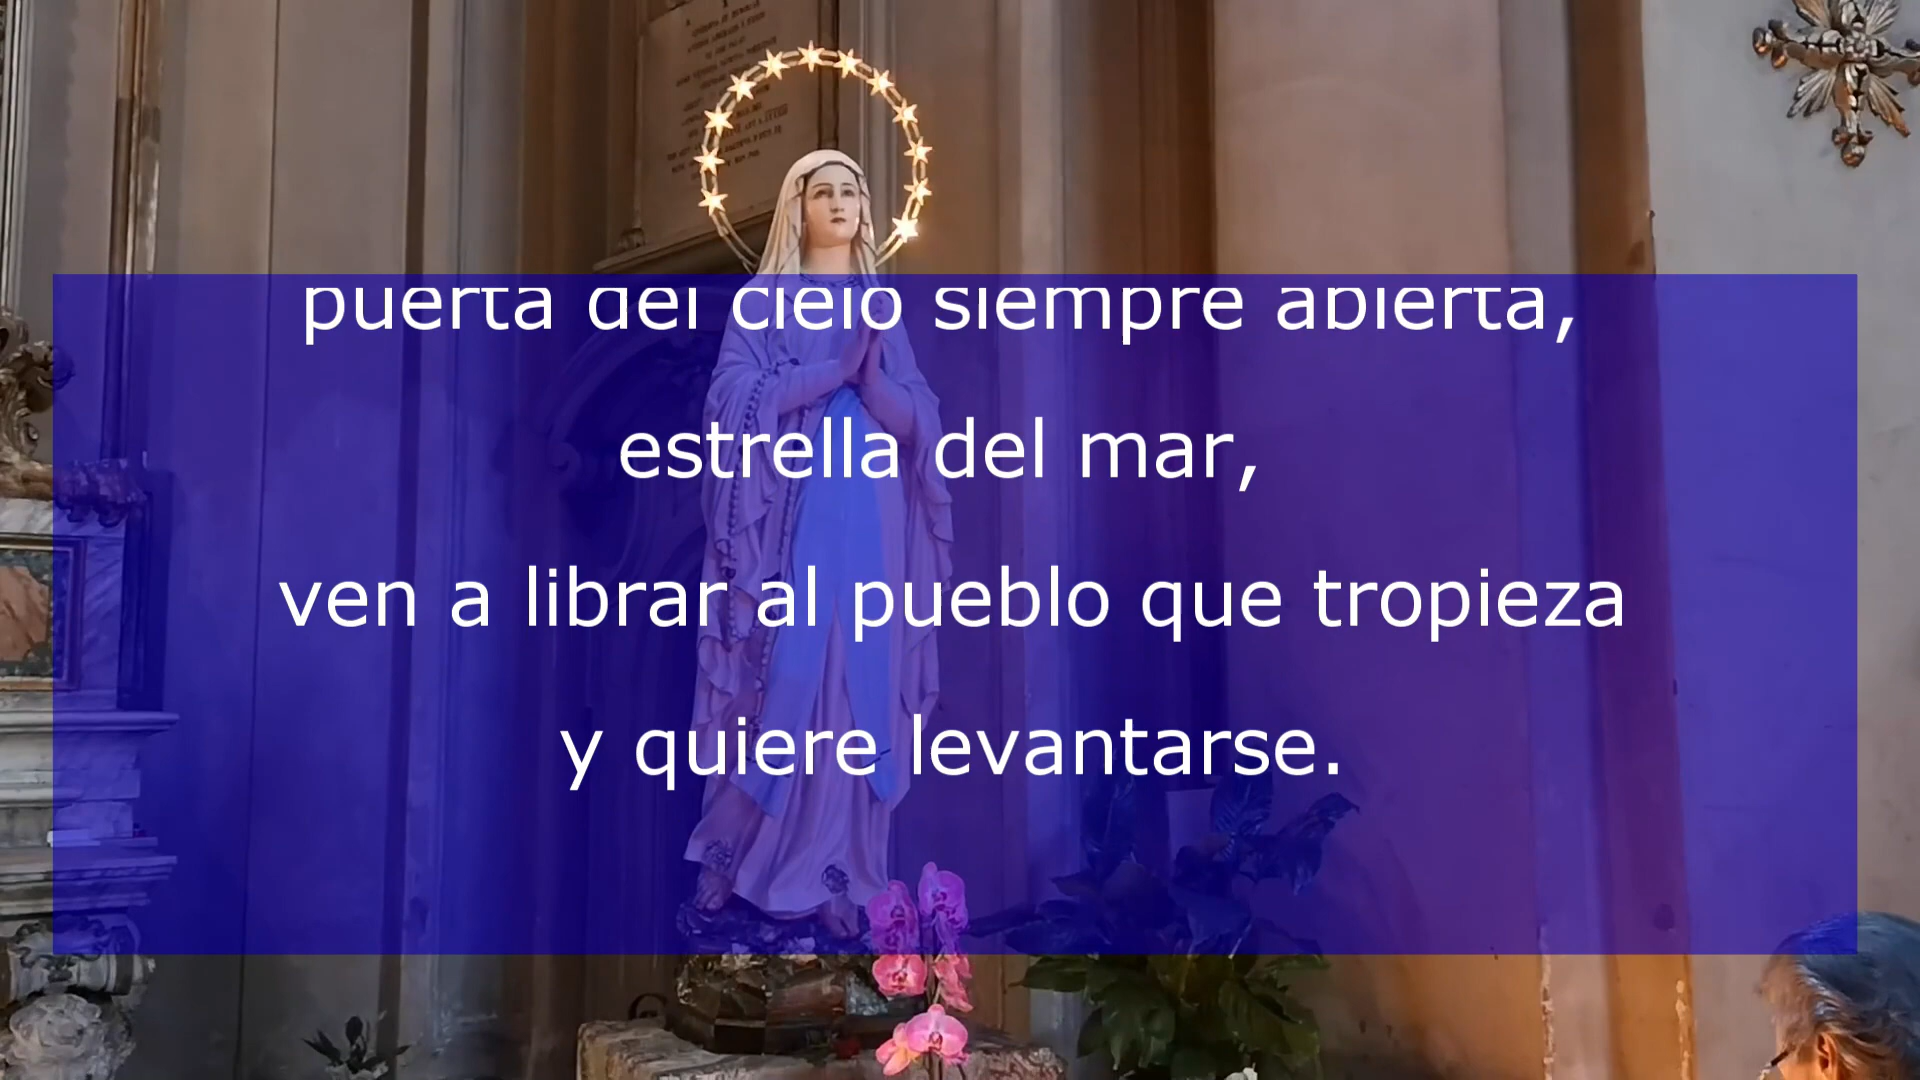 puerta del cielo siempre abierta,
estrella del mar,
ven a librar al pueblo que tropieza
y quiere levantarse.